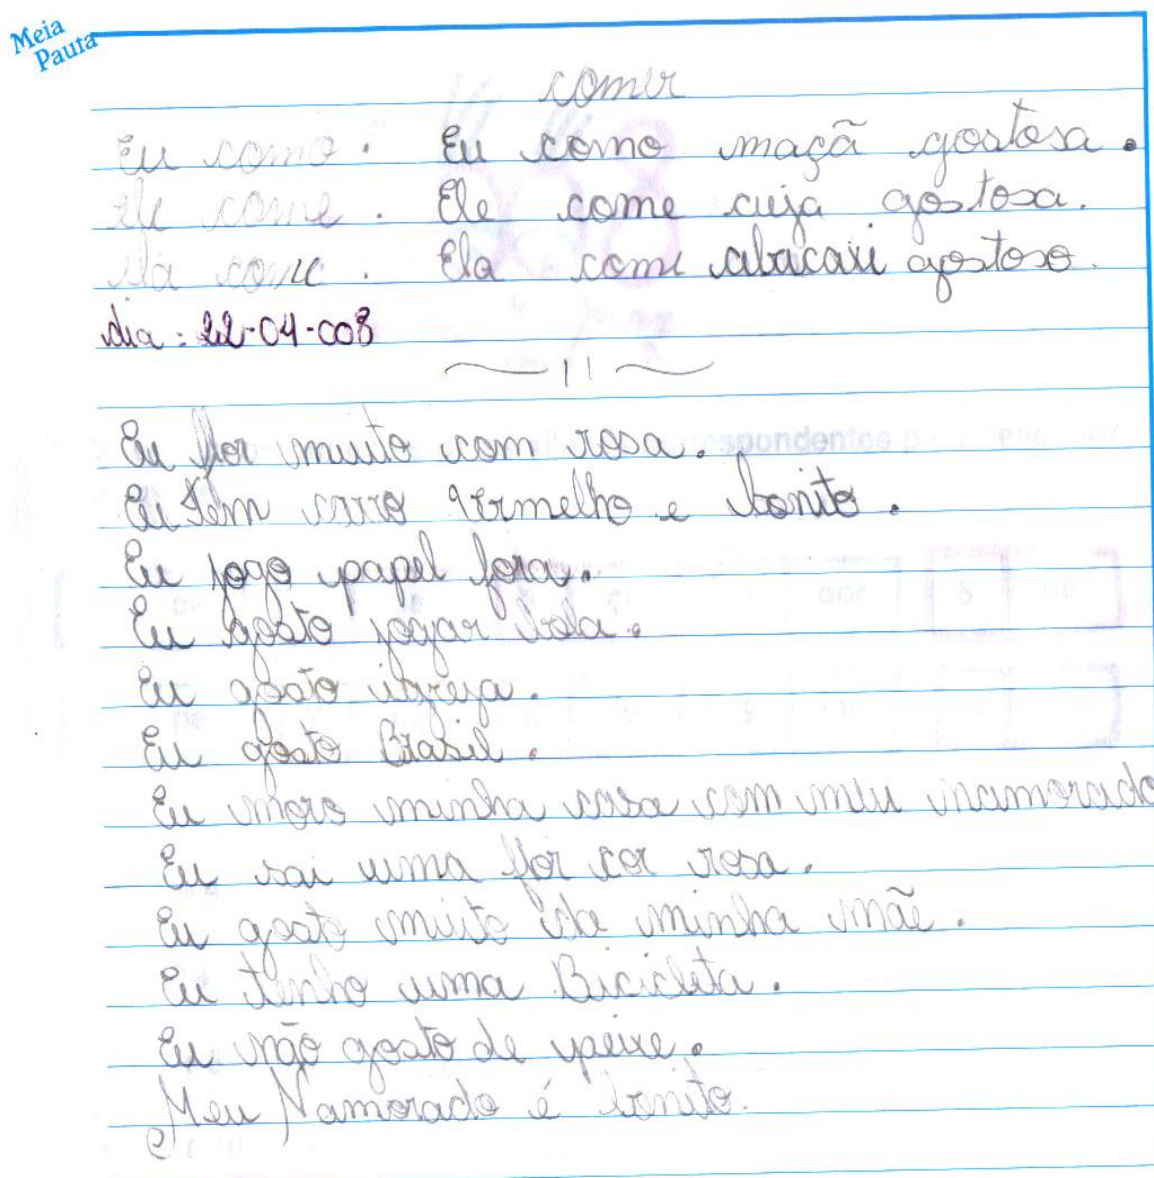 Meia
Pauta
comer
Eu como. Eu como maçã gostosa.
Ele come. Ele come cuja gostosa.
Ela come. Ela come abacaxi gostoso.
dia: 22-04-008
Eu flor muito com rosa.
Eu Tem carro vermelho e bonito.
Eu jogo papel fora.
Eu gosto jogar bola.
Eu gosto igreja.
Eu gosto Brasil.
Eu moro minha casa com meu namorado
Eu sai uma flor cor rosa.
Eu gosto muito da minha mãe.
Eu tenho uma Bicicleta.
Eu não gosto de peixe.
Meu Namorado é bonito.